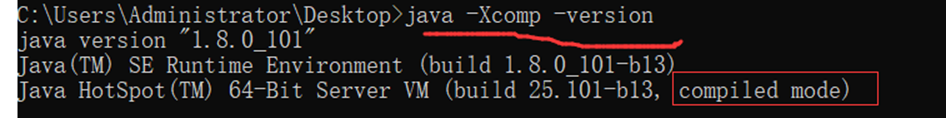 C:\Users\Administrator\Desktop>java -Xcomp -version
java version "1.8.0_101"
Java(TM) SE Runtime Environment (build 1.8.0_101-b13)
Java HotSpot(TM) 64-Bit Server VM (build 25.101-b13, compiled mode)